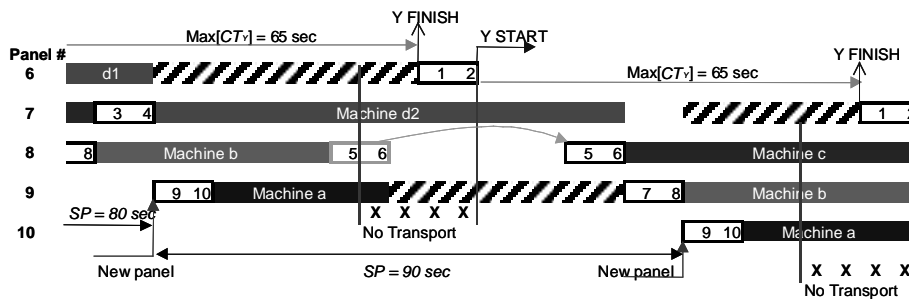 Y FINISH
Max[CTY] = 65 sec
Y START
Panel #
Y FINISH
6 d1 1 2
Max[CTY] = 65 sec
7 3 4 Machine d2 1
8 8 Machine b 5 6 5 6 Machine c
9 9 10 Machine a 7 8 Machine b
SP = 80 sec
X X X X
10 No Transport 9 10 Machine a
New panel SP = 90 sec New panel
X X X X
No Transport